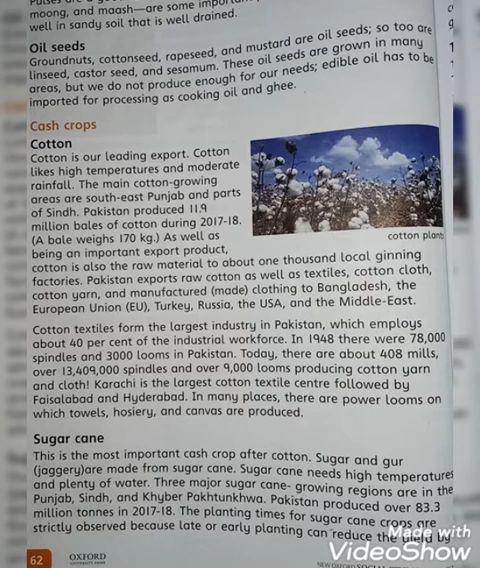 moong, and maash—are some important
well in sandy soil that is well drained.
Oil seeds
Groundnuts, cottonseed, rapeseed, and mustard are oil seeds; so too are
linseed, castor seed, and sesamum. These oil seeds are grown in many
areas, but we do not produce enough for our needs; edible oil has to be
imported for processing as cooking oil and ghee.
Cash crops
Cotton
Cotton is our leading export. Cotton
likes high temperatures and moderate
rainfall. The main cotton-growing
areas are south-east Punjab and parts
of Sindh. Pakistan produced 11.9
million bales of cotton during 2017-18.
(A bale weighs 170 kg.) As well as
being an important export product,
cotton plants
cotton is also the raw material to about one thousand local ginning
factories. Pakistan exports raw cotton as well as textiles, cotton cloth,
cotton yarn, and manufactured (made) clothing to Bangladesh, the
European Union (EU), Turkey, Russia, the USA, and the Middle-East.
Cotton textiles form the largest industry in Pakistan, which employs
about 40 per cent of the industrial workforce. In 1948 there were 78,000
spindles and 3000 looms in Pakistan. Today, there are about 408 mills,
over 13,409,000 spindles and over 9,000 looms producing cotton yarn
and cloth! Karachi is the largest cotton textile centre followed by
Faisalabad and Hyderabad. In many places, there are power looms on
which towels, hosiery, and canvas are produced.
Sugar cane
This is the most important cash crop after cotton. Sugar and gur
(jaggery)are made from sugar cane. Sugar cane needs high temperatures
and plenty of water. Three major sugar cane- growing regions are in the
Punjab, Sindh, and Khyber Pakhtunkhwa. Pakistan produced over 83.3
million tonnes in 2017-18. The planting times for sugar cane crops are
strictly observed because late or early planting can reduce the yield by
Made with
VideoShow
62
OXFORD
UNIVERSITY PRESS
NEW OXFORD SOCIAL